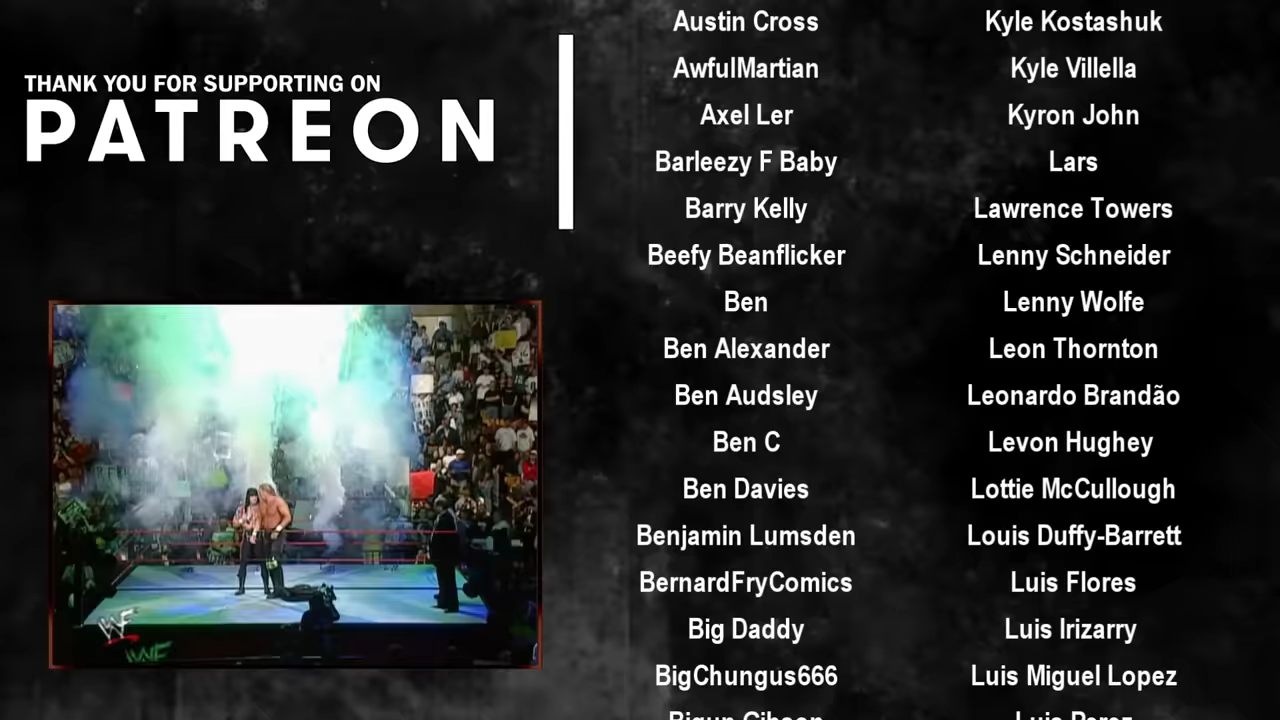 THANK YOU FOR SUPPORTING ON
PATREON
Austin Cross
AwfulMartian
Axel Ler
Barleezy F Baby
Barry Kelly
Beefy Beanflicker
Ben
Ben Alexander
Ben Audsley
Ben C
Ben Davies
Benjamin Lumsden
BernardFryComics
Big Daddy
BigChungus666
Kyle Kostashuk
Kyle Villella
Kyron John
Lars
Lawrence Towers
Lenny Schneider
Lenny Wolfe
Leon Thornton
Leonardo Brandão
Levon Hughey
Lottie McCullough
Louis Duffy-Barrett
Luis Flores
Luis Irizarry
Luis Miguel Lopez
Luis Perez
WF